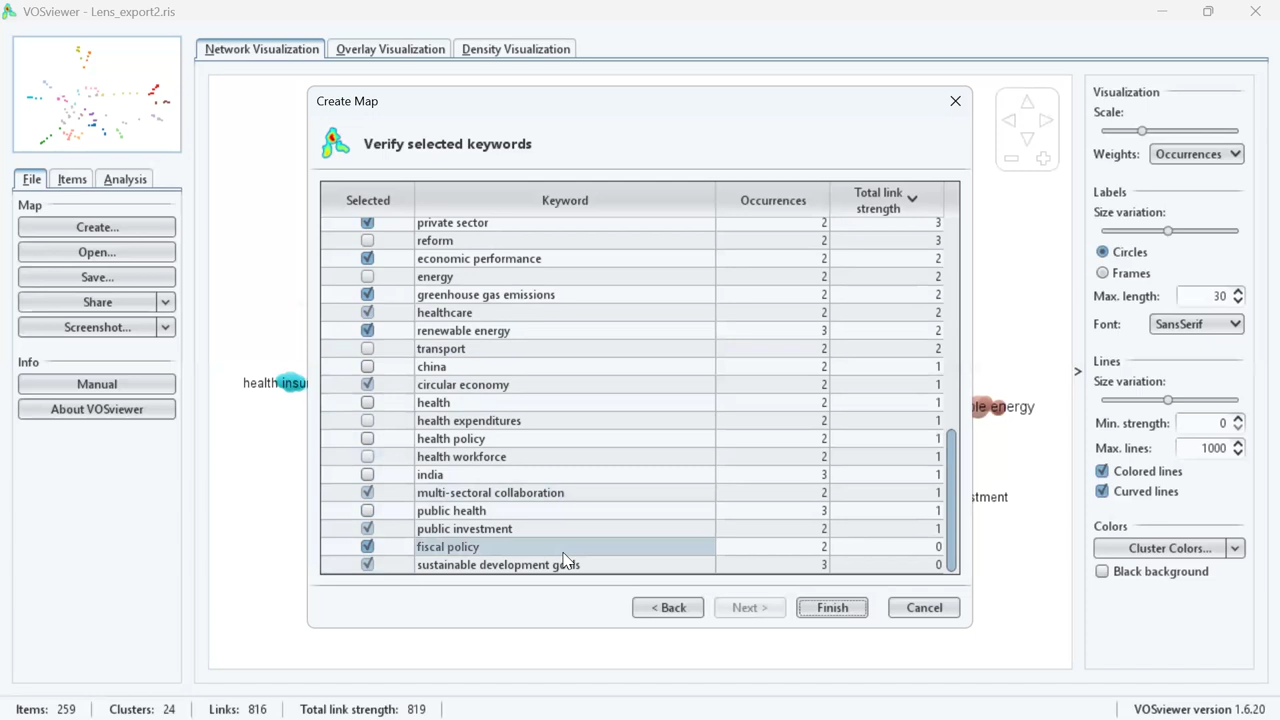 VOSviewer - Lens_export2.ris
Network Visualization
Overlay Visualization
Density Visualization
File
Items
Analysis
Map
Create...
Open...
Save...
Share
Screenshot...
Info
Manual
About VOSviewer
health insu
Create Map
Verify selected keywords
Selected Keyword Occurrences Total link strength
private sector 2 3
reform 2 3
economic performance 2 2
energy 2 2
greenhouse gas emissions 2 2
healthcare 2 2
renewable energy 3 2
transport 2 2
china 2 1
circular economy 2 1
health 2 1
health expenditures 2 1
health policy 2 1
health workforce 2 1
india 3 1
multi-sectoral collaboration 2 1
public health 3 1
public investment 2 1
fiscal policy 2 0
sustainable development goals 3 0
< Back
Next >
Finish
Cancel
ble energy
stment
Visualization
Scale:
Weights: Occurrences
Labels
Size variation:
Circles
Frames
Max. length: 30
Font: SansSerif
Lines
Size variation:
Min. strength: 0
Max. lines: 1000
Colored lines
Curved lines
Colors
Cluster Colors...
Black background
Items: 259 Clusters: 24 Links: 816 Total link strength: 819 VOSviewer version 1.6.20